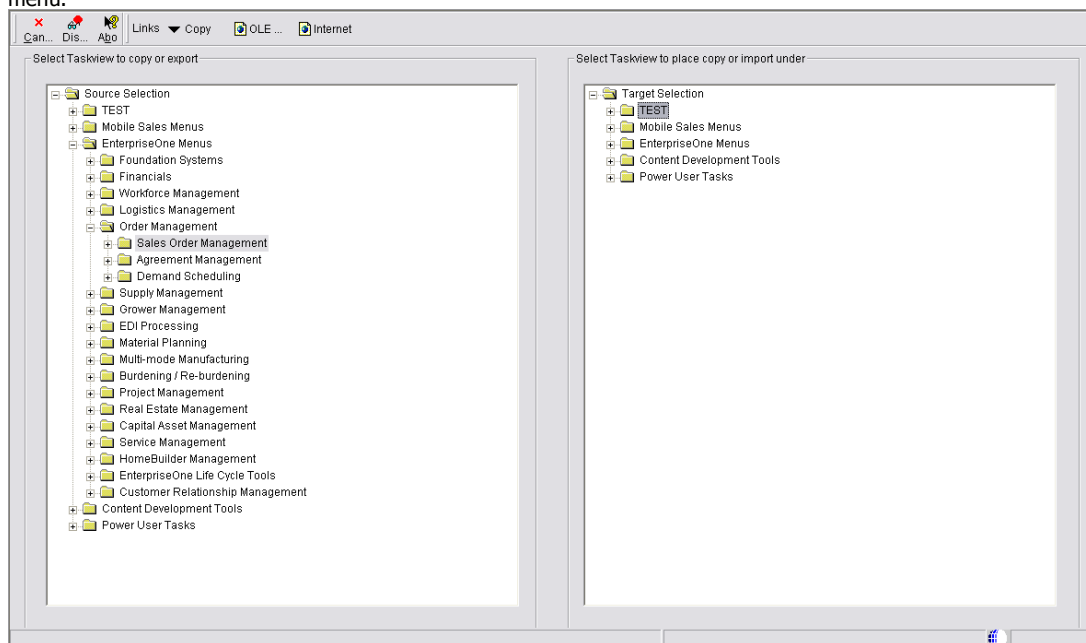 menu.
Can... Dis... Abo Links Copy OLE ... Internet
Select Taskview to copy or export
Source Selection
TEST
Mobile Sales Menus
EnterpriseOne Menus
Foundation Systems
Financials
Workforce Management
Logistics Management
Order Management
Sales Order Management
Agreement Management
Demand Scheduling
Supply Management
Grower Management
EDI Processing
Material Planning
Multi-mode Manufacturing
Burdening / Re-burdening
Project Management
Real Estate Management
Capital Asset Management
Service Management
HomeBuilder Management
EnterpriseOne Life Cycle Tools
Customer Relationship Management
Content Development Tools
Power User Tasks
Select Taskview to place copy or import under
Target Selection
TEST
Mobile Sales Menus
EnterpriseOne Menus
Content Development Tools
Power User Tasks